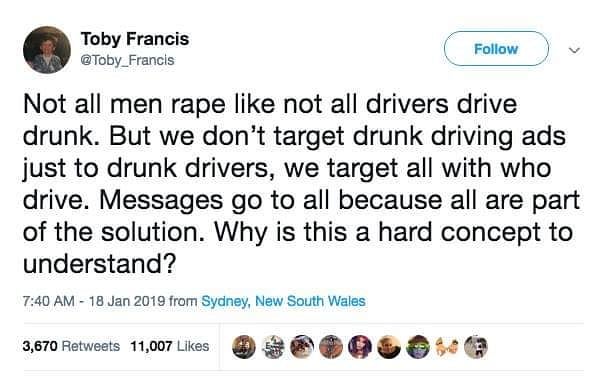 Toby Francis
@Toby_Francis
Follow
Not all men rape like not all drivers drive
drunk. But we don’t target drunk driving ads
just to drunk drivers, we target all with who
drive. Messages go to all because all are part
of the solution. Why is this a hard concept to
understand?
7:40 AM - 18 Jan 2019 from Sydney, New South Wales
3,670 Retweets 11,007 Likes